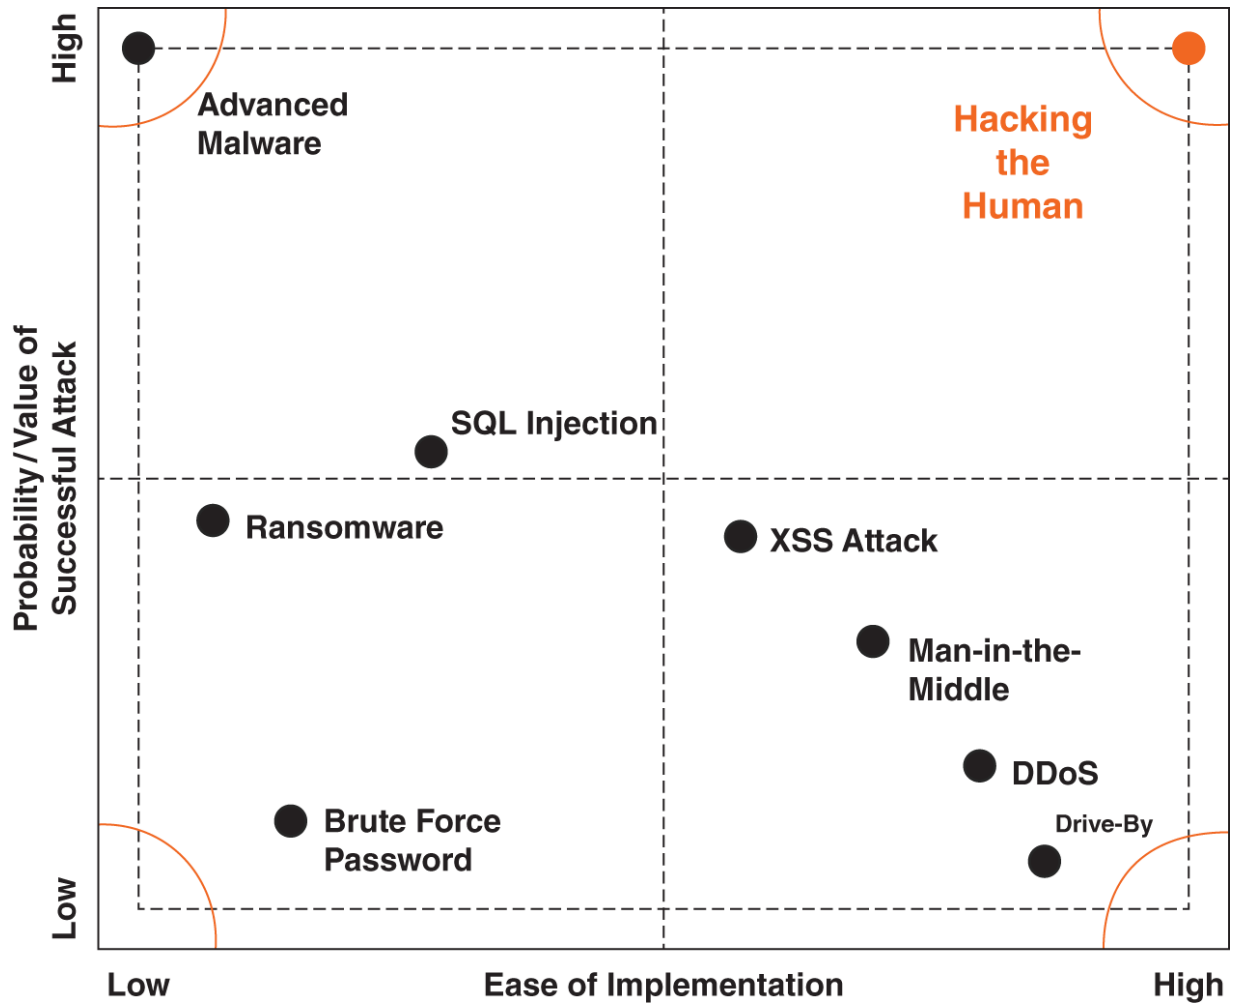 High
Advanced
Malware
Hacking
the
Human
Probability/Value of
Successful Attack
SQL Injection
Ransomware
XSS Attack
Man-in-the-
Middle
DDoS
Drive-By
Brute Force
Password
Low
Low
Ease of Implementation
High